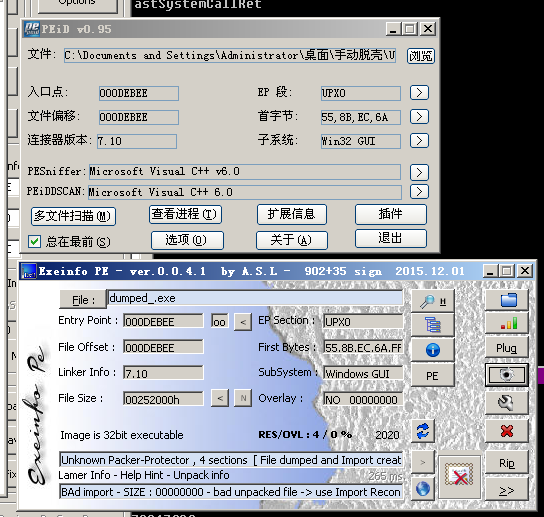 Options
astSystemCallRet
PEiD v0.95
文件: C:\Documents and Settings\Administrator\桌面\手动脱壳\U 浏览
入口点: 000DEBEE EP 段: UPX0 >
文件偏移: 000DEBEE 首字节: 55,8B,EC,6A >
连接器版本: 7.10 子系统: Win32 GUI >
PESniffer: Microsoft Visual C++ v6.0 >
PEiDDSCAN: Microsoft Visual C++ 6.0 >
多文件扫描(M) 查看进程(T) 扩展信息 插件
总在最前(S) 选项(O) 关于(A) 退出
Exeinfo PE - ver.0.0.4.1 by A.S.L - 902+35 sign 2015.12.01
File : dumped_.exe H
Entry Point : 000DEBEE oo < EP Section : UPX0
File Offset : 000DEBEE First Bytes : 55.8B.EC.6A.FF Plug
Linker Info : 7.10 SubSystem : Windows GUI PE
File Size : 00252000h < N Overlay : NO 00000000
Image is 32bit executable RES/OVL : 4 / 0 % 2020
Exeinfo Pe
Unknown Packer-Protector , 4 sections [ File dumped and Import creat
Lamer Info - Help Hint - Unpack info 265 ms > Rip
BAd import - SIZE : 00000000 - bad unpacked file -> use Import Recon >>